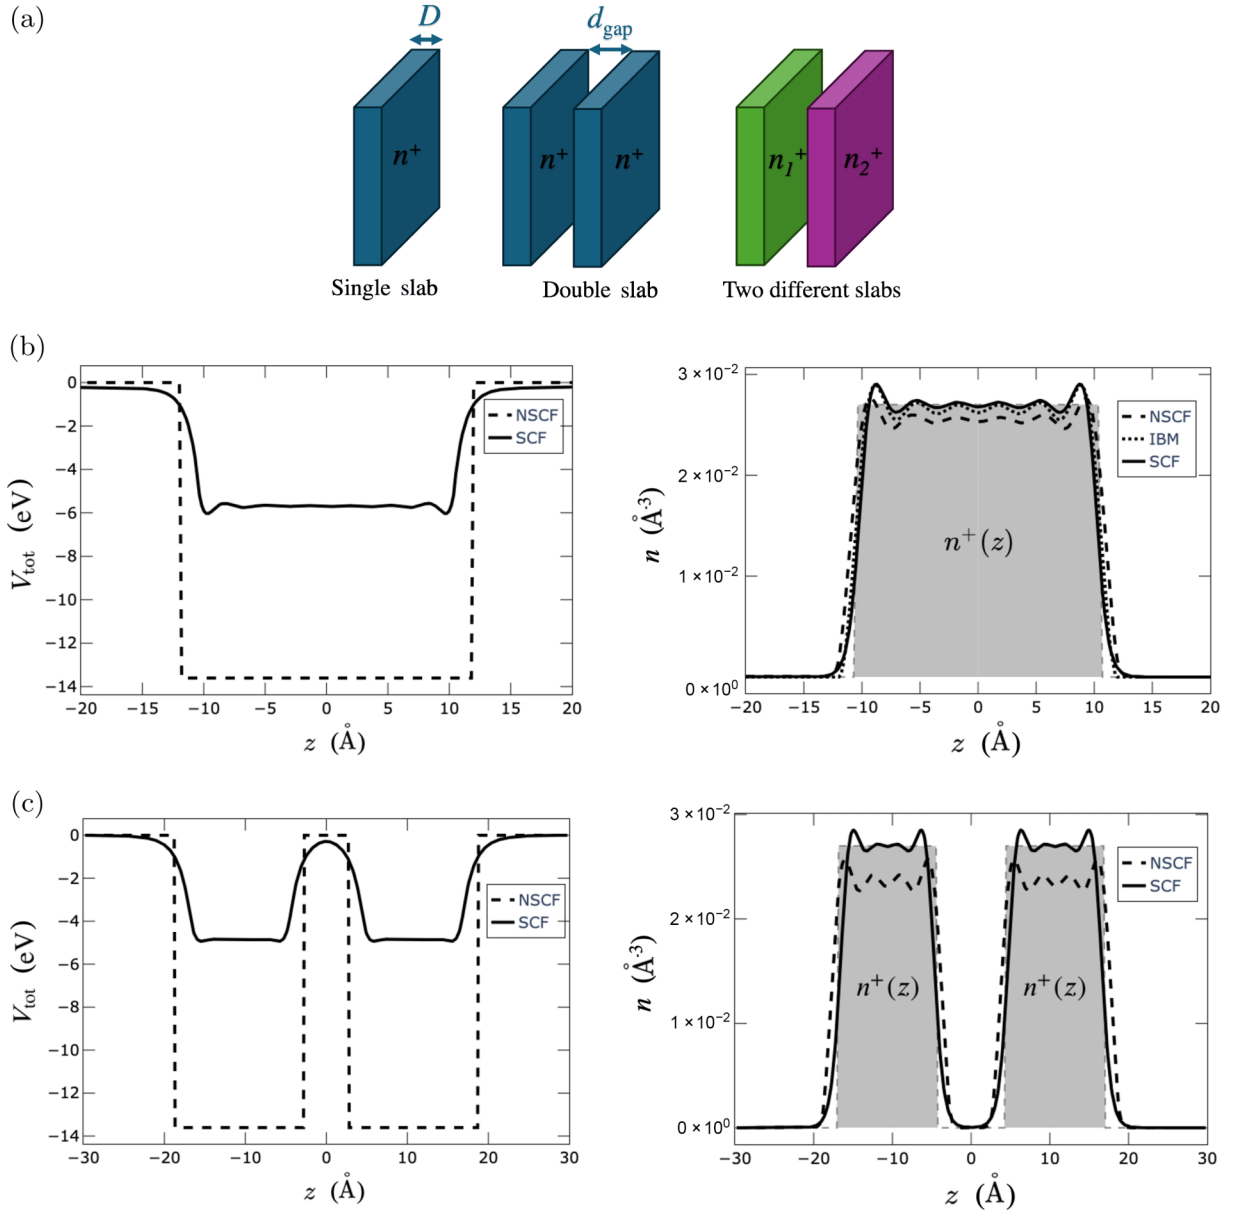 (a)
D
d_gap
n⁺
n⁺
n⁺
n₁⁺
n₂⁺
Single slab
Double slab
Two different slabs
(b)
0
−2
−4
−6
−8
−10
−12
−14
V_tot (eV)
NSCF
SCF
−20
−15
−10
−5
0
5
10
15
20
z (Å)
3 × 10⁻²
2 × 10⁻²
1 × 10⁻²
0 × 10⁰
n (Å⁻³)
NSCF
IBM
SCF
n⁺(z)
−20
−15
−10
−5
0
5
10
15
20
z (Å)
(c)
0
−2
−4
−6
−8
−10
−12
−14
V_tot (eV)
NSCF
SCF
−30
−20
−10
0
10
20
30
z (Å)
3 × 10⁻²
2 × 10⁻²
1 × 10⁻²
0 × 10⁰
n (Å⁻³)
NSCF
SCF
n⁺(z)
n⁺(z)
−30
−20
−10
0
10
20
30
z (Å)